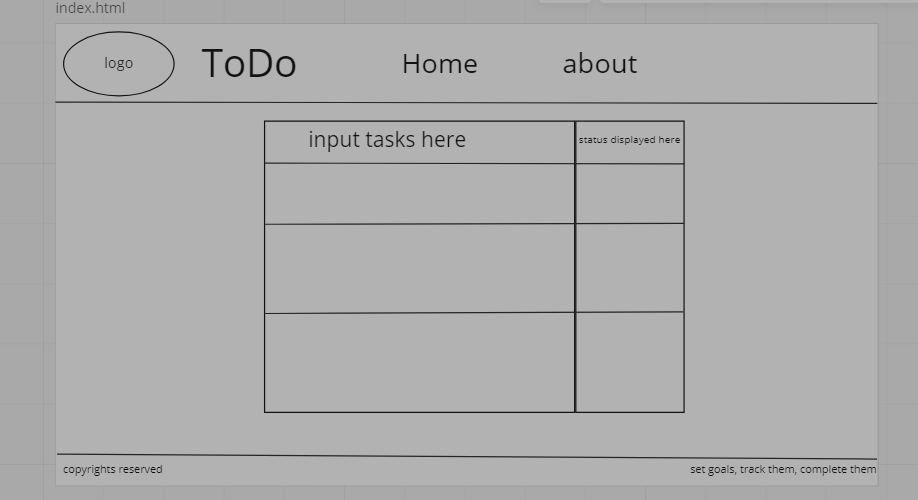 index.html
logo
ToDo
Home
about
input tasks here
status displayed here
copyrights reserved
set goals, track them, complete them